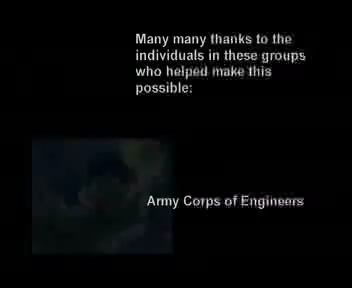 Many many thanks to the
individuals in these groups
who helped make this
possible:
Army Corps of Engineers